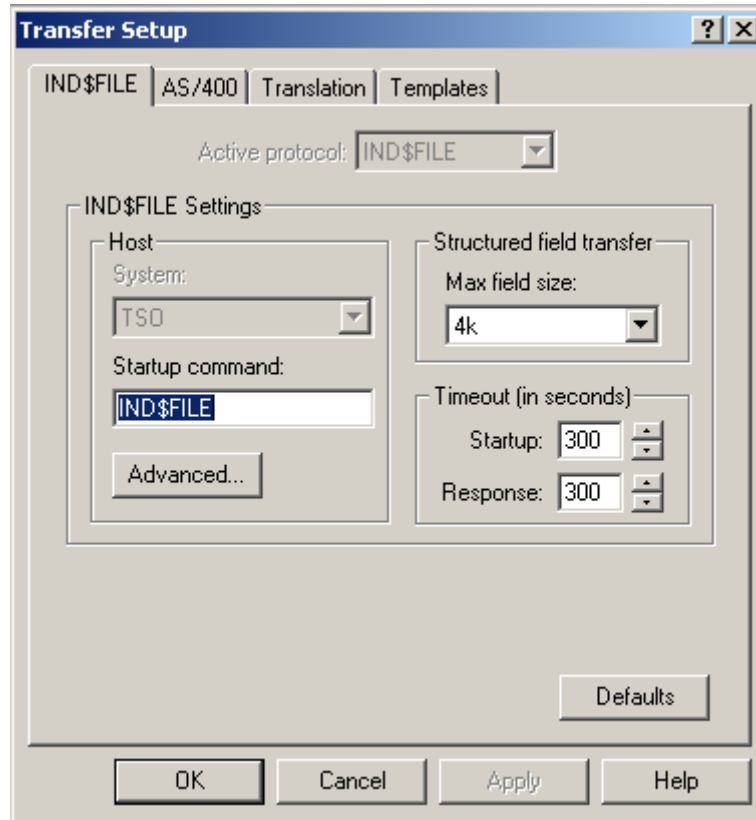 Transfer Setup
IND$FILE AS/400 Translation Templates
Active protocol: IND$FILE
IND$FILE Settings
Host
System:
TSO
Startup command:
IND$FILE
Advanced...
Structured field transfer
Max field size:
4k
Timeout (in seconds)
Startup: 300
Response: 300
Defaults
OK Cancel Apply Help